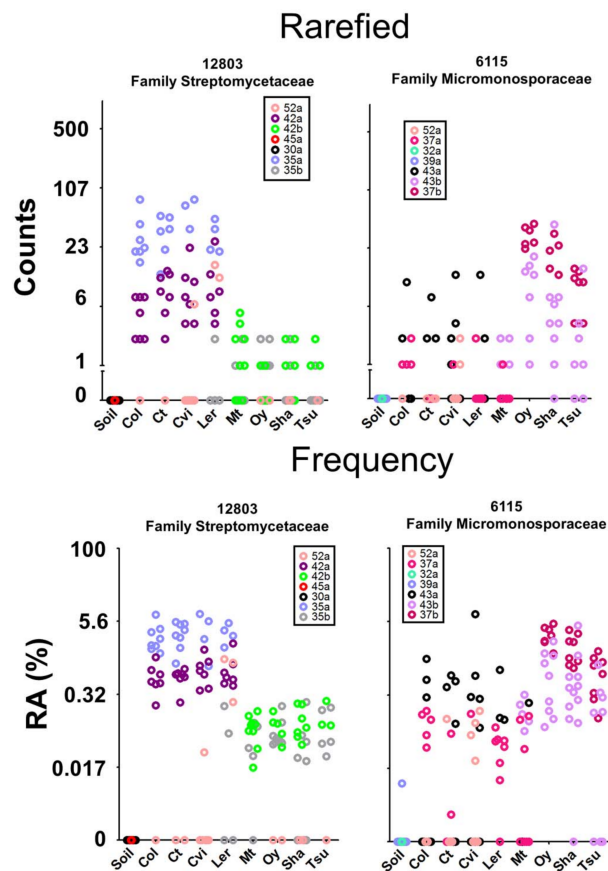 Rarefied
12803
Family Streptomycetaceae
6115
Family Micromonosporaceae
Counts
500
107
23
6
1
0
52a
42a
42b
45a
30a
35a
35b
52a
37a
32a
39a
43a
43b
37b
Soil Col Ct Cvi Ler Mt Oy Sha Tsu
Soil Col Ct Cvi Ler Mt Oy Sha Tsu
Frequency
12803
Family Streptomycetaceae
6115
Family Micromonosporaceae
RA (%)
100
5.6
0.32
0.017
0
52a
42a
42b
45a
30a
35a
35b
52a
37a
32a
39a
43a
43b
37b
Soil Col Ct Cvi Ler Mt Oy Sha Tsu
Soil Col Ct Cvi Ler Mt Oy Sha Tsu